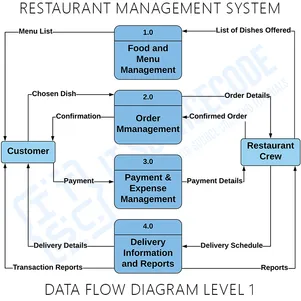 RESTAURANT MANAGEMENT SYSTEM
Menu List
1.0
List of Dishes Offered
Food and
Menu
Management
Chosen Dish
2.0
Order Details
Confirmation
Order
Mmanagement
Confirmed Order
Customer
Restaurant
Crew
3.0
Payment
Payment &
Expense
Management
Payment Details
4.0
Delivery Details
Delivery
Information
and Reports
Delivery Schedule
Transaction Reports
Reports
DATA FLOW DIAGRAM LEVEL 1